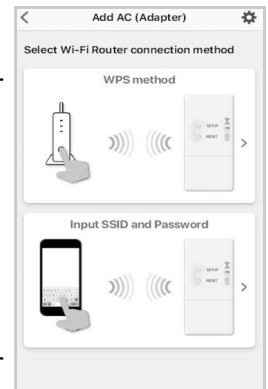 Add AC (Adapter)
Select Wi-Fi Router connection method
WPS method
SETUP
RESET
Input SSID and Password
SETUP
RESET